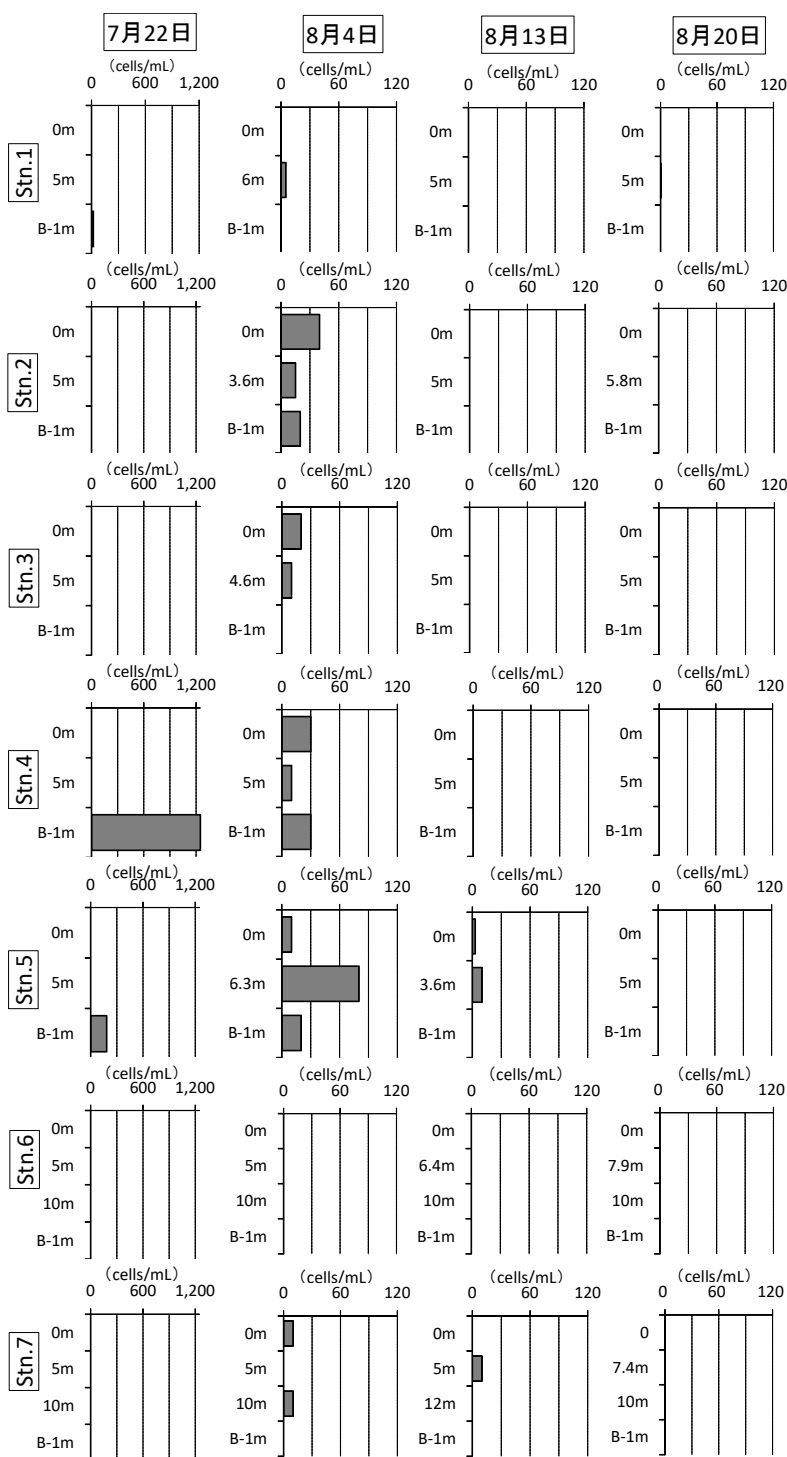 7月22日 8月4日 8月13日 8月20日
(cells/mL) (cells/mL) (cells/mL) (cells/mL)
0 600 1,200 0 60 120 0 60 120 0 60 120
Stn.1
0m 0m 0m 0m
5m 6m 5m 5m
B-1m B-1m B-1m B-1m
(cells/mL) (cells/mL) (cells/mL) (cells/mL)
0 600 1,200 0 60 120 0 60 120 0 60 120
Stn.2
0m 0m 0m 0m
5m 3.6m 5m 5.8m
B-1m B-1m B-1m B-1m
(cells/mL) (cells/mL) (cells/mL) (cells/mL)
0 600 1,200 0 60 120 0 60 120 0 60 120
Stn.3
0m 0m 0m 0m
5m 4.6m 5m 5m
B-1m B-1m B-1m B-1m
(cells/mL) (cells/mL) (cells/mL) (cells/mL)
0 600 1,200 0 60 120 0 60 120 0 60 120
Stn.4
0m 0m 0m 0m
5m 5m 5m 5m
B-1m B-1m B-1m B-1m
(cells/mL) (cells/mL) (cells/mL) (cells/mL)
0 600 1,200 0 60 120 0 60 120 0 60 120
Stn.5
0m 0m 0m 0m
5m 6.3m 3.6m 5m
B-1m B-1m B-1m B-1m
(cells/mL) (cells/mL) (cells/mL) (cells/mL)
0 600 1,200 0 60 120 0 60 120 0 60 120
Stn.6
0m 0m 0m 0m
5m 5m 6.4m 7.9m
10m 10m 10m 10m
B-1m B-1m B-1m B-1m
(cells/mL) (cells/mL) (cells/mL) (cells/mL)
0 600 1,200 0 60 120 0 60 120 0 60 120
Stn.7
0m 0m 0m 0
5m 5m 5m 7.4m
10m 10m 12m 10m
B-1m B-1m B-1m B-1m